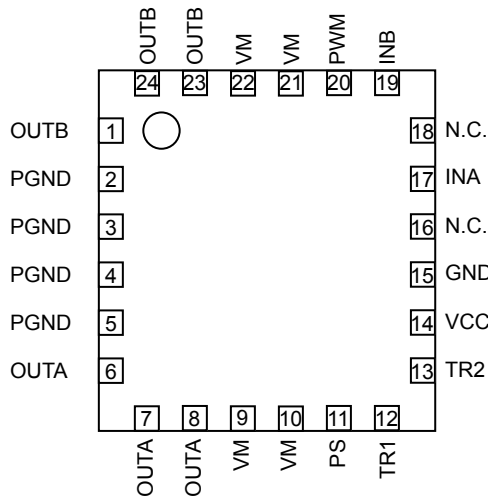 OUTB OUTB VM VM PWM INB
24 23 22 21 20 19
OUTB 1 18 N.C.
PGND 2 17 INA
PGND 3 16 N.C.
PGND 4 15 GND
PGND 5 14 VCC
OUTA 6 13 TR2
7 8 9 10 11 12
OUTA OUTA VM VM PS TR1